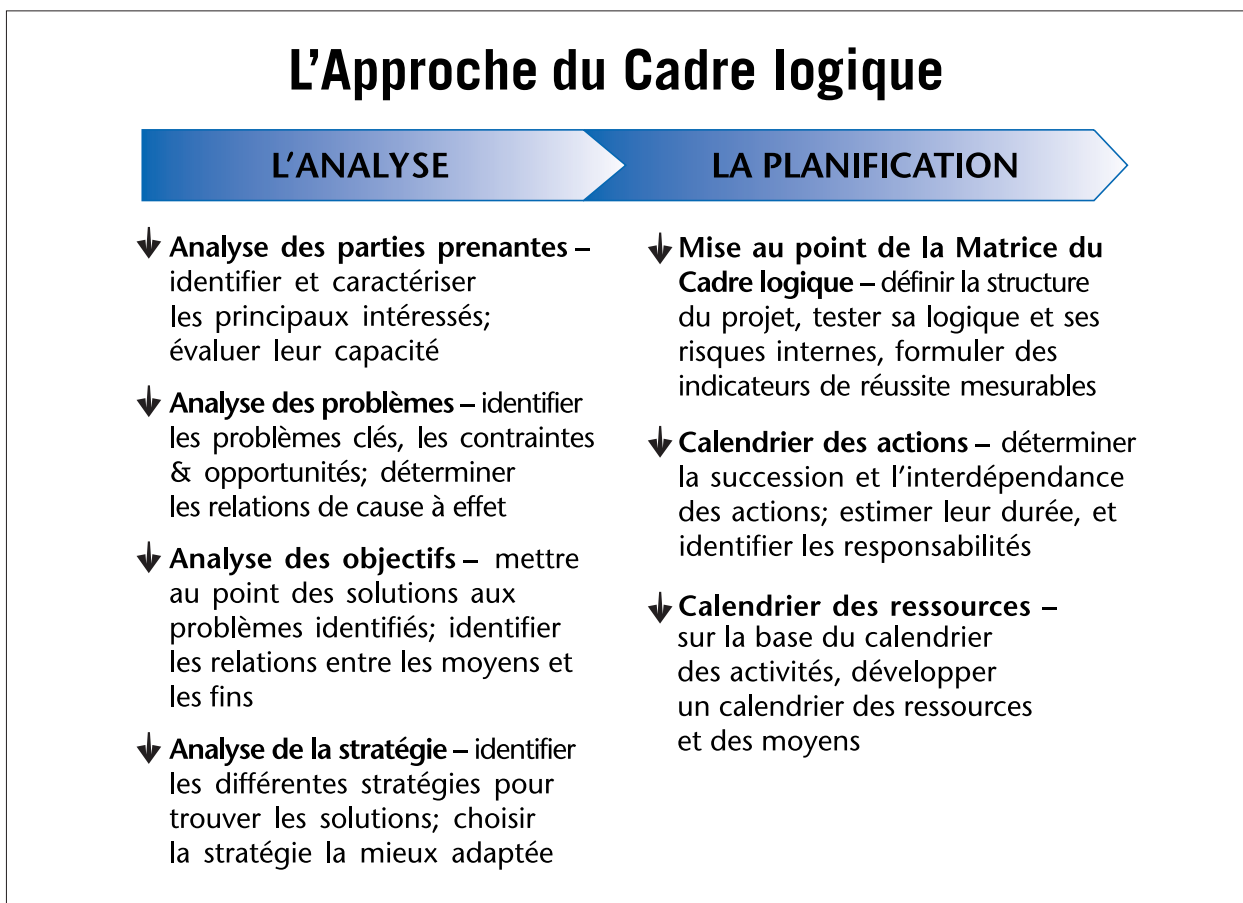 L’Approche du Cadre logique
L’ANALYSE
Analyse des parties prenantes –
identifier et caractériser
les principaux intéressés;
évaluer leur capacité
Analyse des problèmes – identifier
les problèmes clés, les contraintes
& opportunités; déterminer
les relations de cause à effet
Analyse des objectifs – mettre
au point des solutions aux
problèmes identifiés; identifier
les relations entre les moyens et
les fins
Analyse de la stratégie – identifier
les différentes stratégies pour
trouver les solutions; choisir
la stratégie la mieux adaptée
LA PLANIFICATION
Mise au point de la Matrice du
Cadre logique – définir la structure
du projet, tester sa logique et ses
risques internes, formuler des
indicateurs de réussite mesurables
Calendrier des actions – déterminer
la succession et l’interdépendance
des actions; estimer leur durée, et
identifier les responsabilités
Calendrier des ressources –
sur la base du calendrier
des activités, développer
un calendrier des ressources
et des moyens